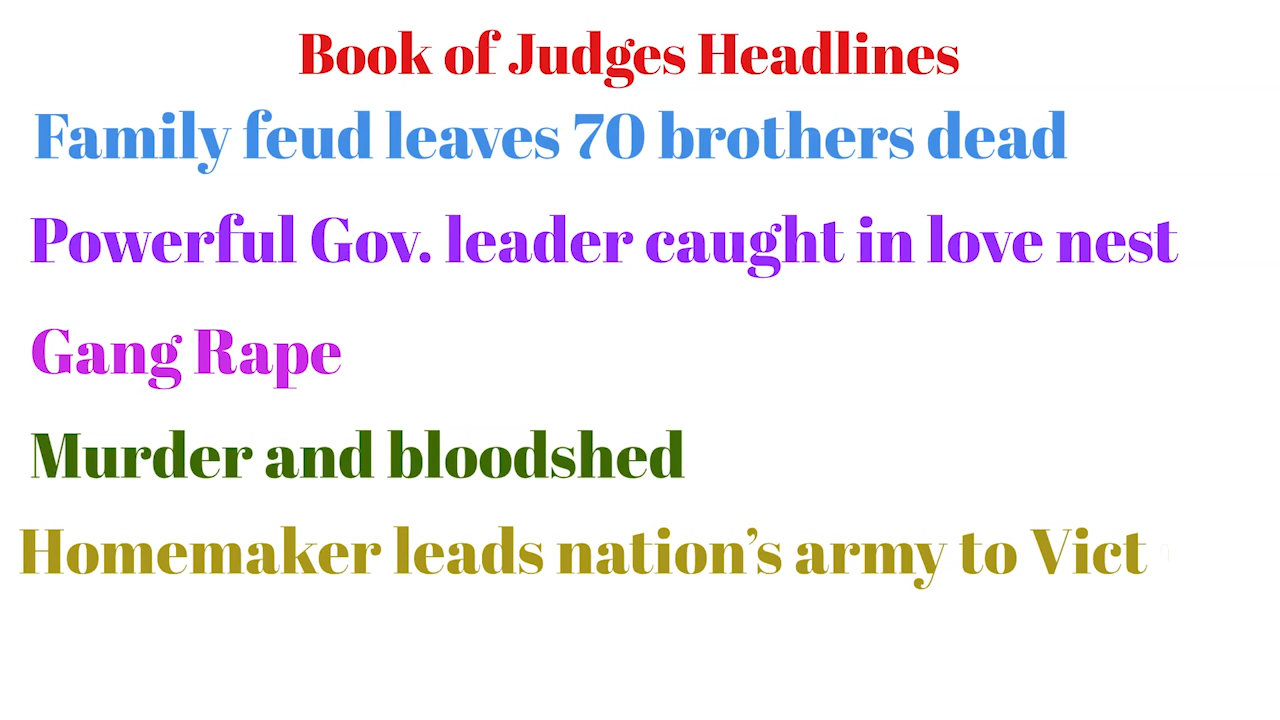 Book of Judges Headlines
Family feud leaves 70 brothers dead
Powerful Gov. leader caught in love nest
Gang Rape
Murder and bloodshed
Homemaker leads nation’s army to Vict